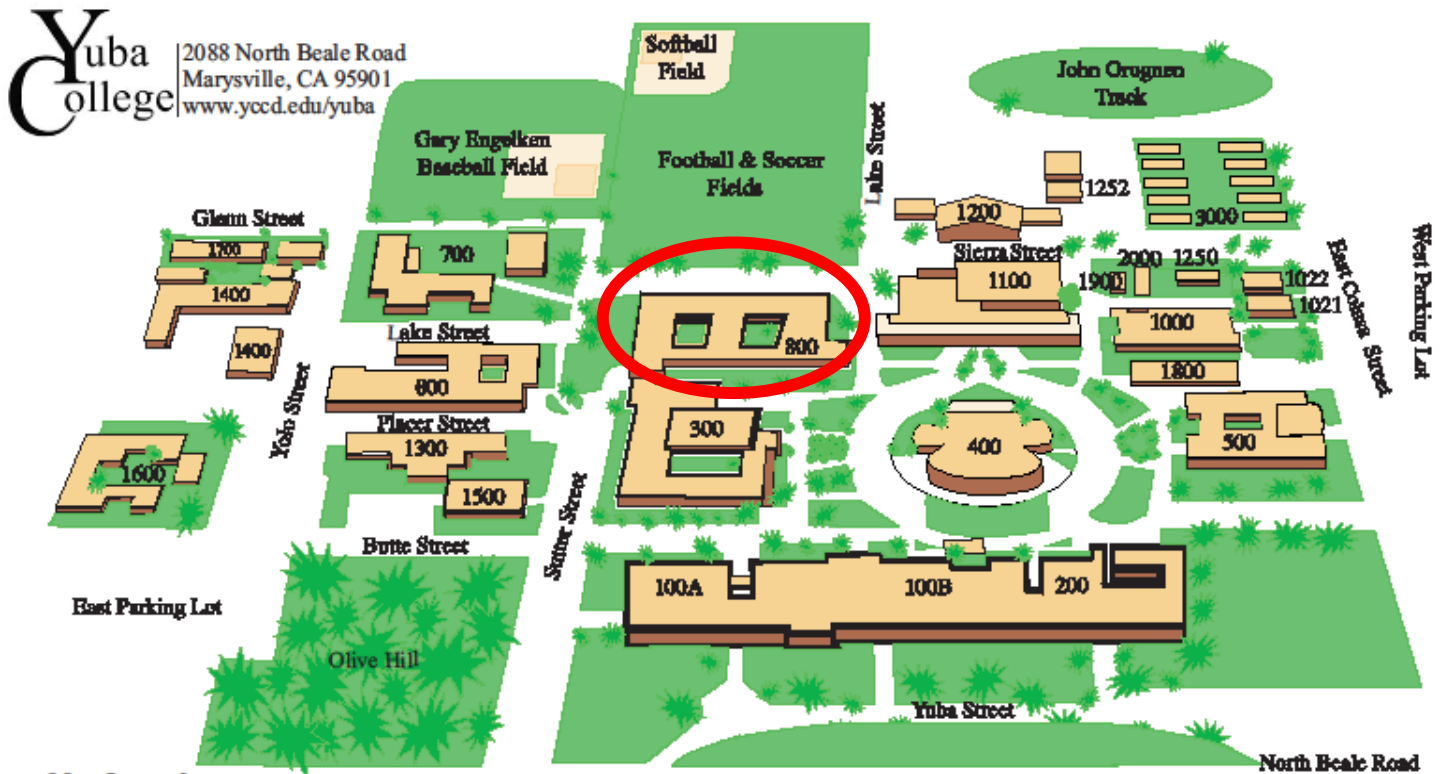 Yuba
College
2088 North Beale Road
Marysville, CA 95901
www.yccd.edu/yuba
Softball
Field
John Orugnen
Track
Gary Engelken
Baseball Field
Football & Soccer
Fields
Lake Street
1252
3000
Glenn Street
1200
Sierra Street
1700
700
2000
1250
1900
1100
1022
1021
East Colusa Street
West Parking Lot
1400
Lake Street
800
1000
1400
600
1800
Yolo Street
Placer Street
300
400
500
1300
1600
1500
Sutter Street
Butte Street
100A
100B
200
East Parking Lot
Olive Hill
Yuba Street
North Beale Road